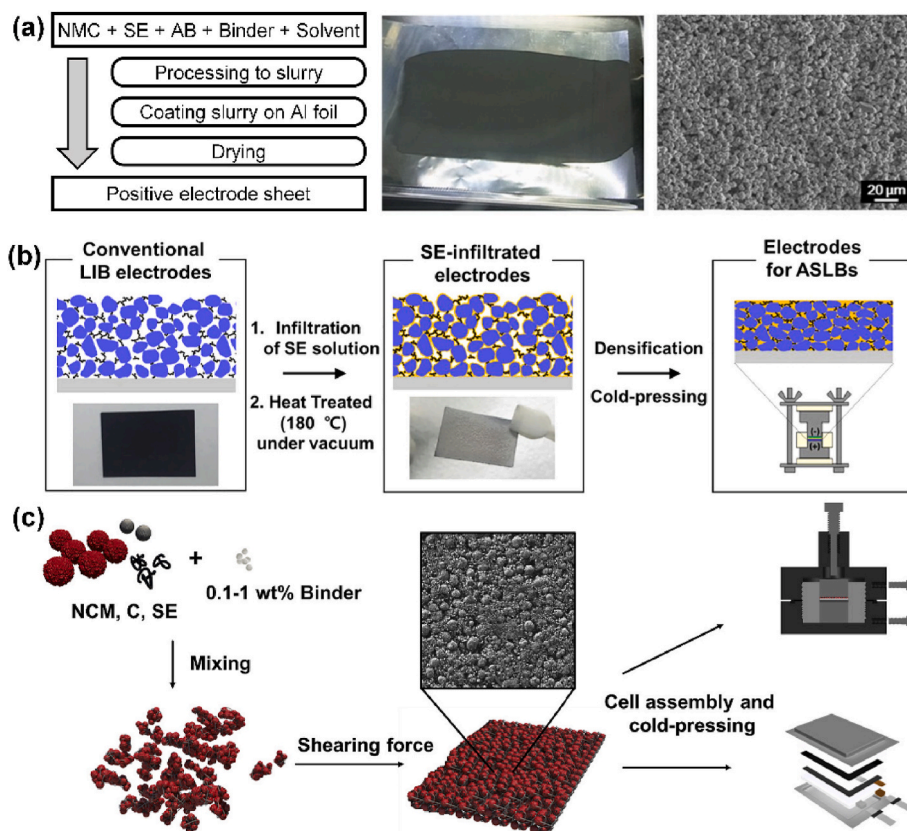 (a)
NMC + SE + AB + Binder + Solvent
Processing to slurry
Coating slurry on Al foil
Drying
Positive electrode sheet
20 μm
(b)
Conventional
LIB electrodes
1. Infiltration
of SE solution
2. Heat Treated
(180 ℃)
under vacuum
SE-infiltrated
electrodes
Densification
Cold-pressing
Electrodes
for ASLBs
(-)
(+)
(c)
NCM, C, SE
+
0.1-1 wt% Binder
Mixing
Shearing force
Cell assembly and
cold-pressing